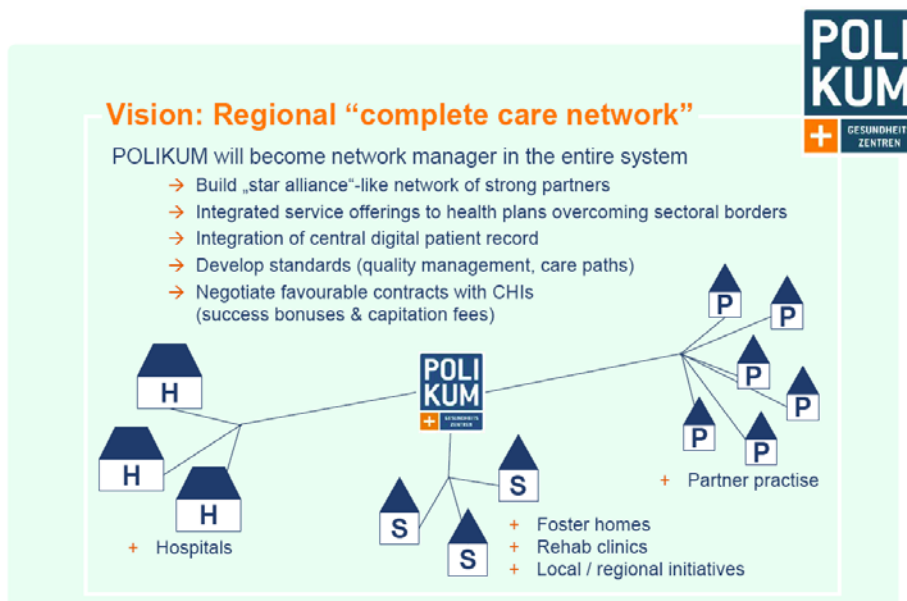 POLI
KUM
+ GESUNDHEITS
ZENTREN
Vision: Regional “complete care network”
POLIKUM will become network manager in the entire system
→ Build „star alliance“-like network of strong partners
→ Integrated service offerings to health plans overcoming sectoral borders
→ Integration of central digital patient record
→ Develop standards (quality management, care paths)
→ Negotiate favourable contracts with CHIs
(success bonuses & capitation fees)
P
P
P
P
P
P
+ Partner practise
POLI
KUM
+ GESUNDHEITS
ZENTREN
H
H
H
+ Hospitals
S
S
S
+ Foster homes
+ Rehab clinics
+ Local / regional initiatives